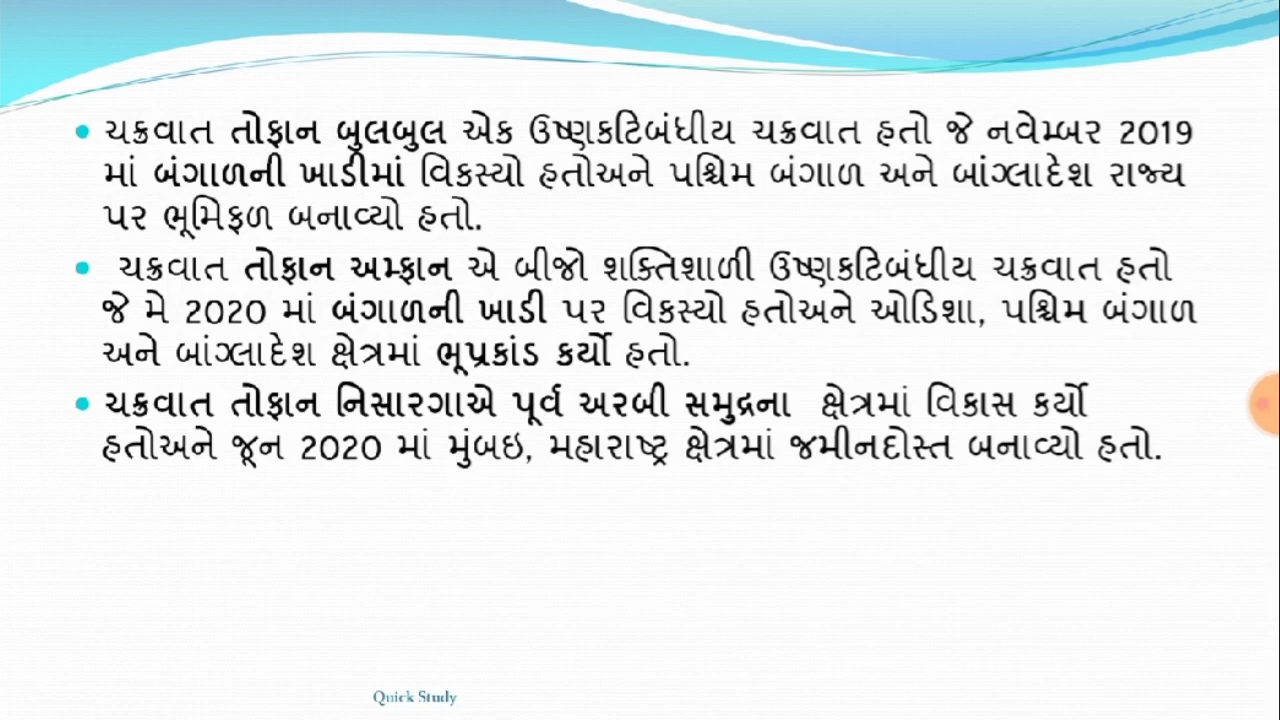 ચક્રવાત તોફાન બુલબુલ એક ઉષ્ણકટિબંધીય ચક્રવાત હતો જે નવેમ્બર 2019
માં બંગાળની ખાડીમાં વિકસ્યો હતોઅને પશ્ચિમ બંગાળ અને બાંગ્લાદેશ રાજ્ય
પર ભૂમિફળ બનાવ્યો હતો.
ચક્રવાત તોફાન અમ્ફાન એ બીજો શક્તિશાળી ઉષ્ણકટિબંધીય ચક્રવાત હતો
જે મે 2020 માં બંગાળની ખાડી પર વિકસ્યો હતોઅને ઓડિશા, પશ્ચિમ બંગાળ
અને બાંગ્લાદેશ ક્ષેત્રમાં ભૂપ્રકાંડ કર્યો હતો.
ચક્રવાત તોફાન નિસારગાએ પૂર્વ અરબી સમુદ્રના ક્ષેત્રમાં વિકાસ કર્યો
હતોઅને જૂન 2020 માં મુંબઇ, મહારાષ્ટ્ર ક્ષેત્રમાં જમીનદોસ્ત બનાવ્યો હતો.
Quick Study